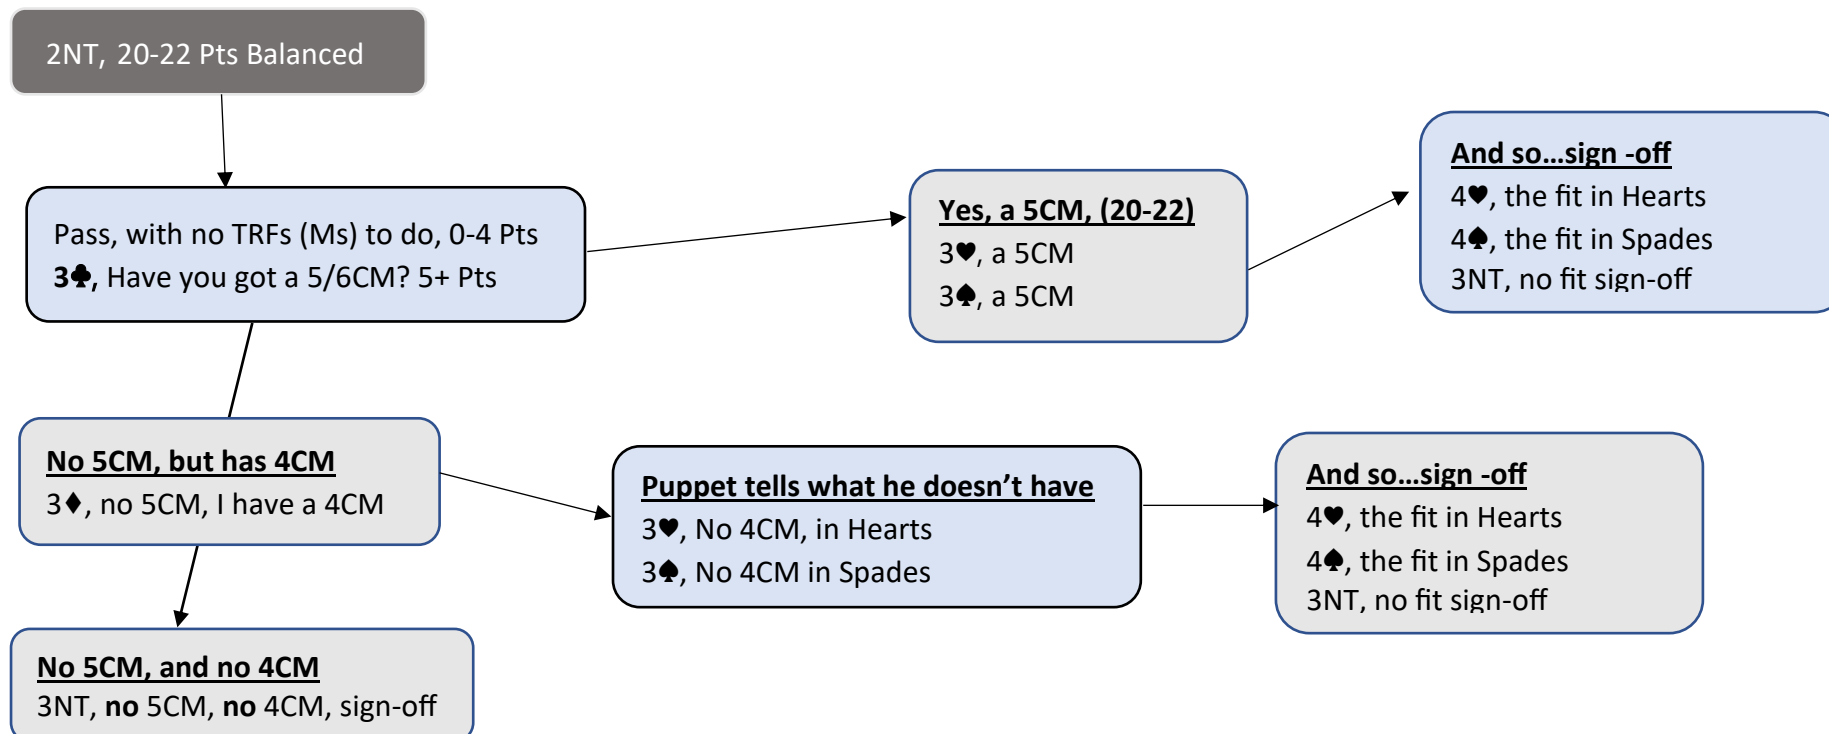 2NT, 20-22 Pts Balanced
Pass, with no TRFs (Ms) to do, 0-4 Pts
3♣, Have you got a 5/6CM? 5+ Pts
Yes, a 5CM, (20-22)
3♥, a 5CM
3♠, a 5CM
And so...sign -off
4♥, the fit in Hearts
4♠, the fit in Spades
3NT, no fit sign-off
No 5CM, but has 4CM
3♦, no 5CM, I have a 4CM
Puppet tells what he doesn’t have
3♥, No 4CM, in Hearts
3♠, No 4CM in Spades
And so...sign -off
4♥, the fit in Hearts
4♠, the fit in Spades
3NT, no fit sign-off
No 5CM, and no 4CM
3NT, no 5CM, no 4CM, sign-off